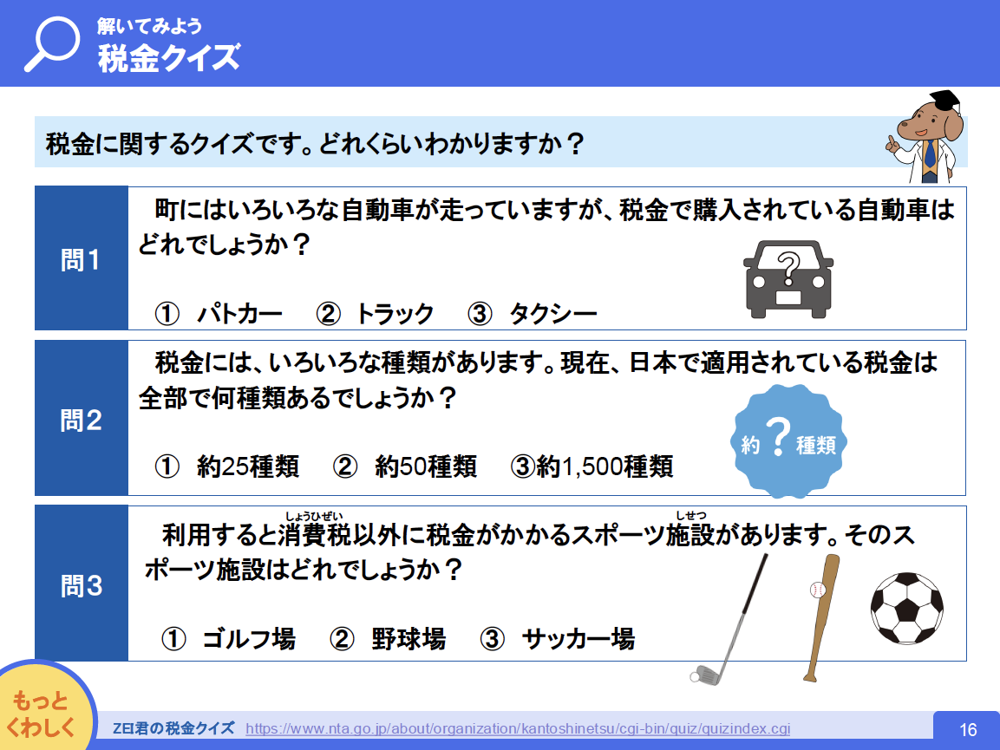 解いてみよう
税金クイズ
税金に関するクイズです。どれくらいわかりますか？
問１
町にはいろいろな自動車が走っていますが、税金で購入されている自動車は
どれでしょうか？
① パトカー ② トラック ③ タクシー
?
問２
税金には、いろいろな種類があります。現在、日本で適用されている税金は
全部で何種類あるでしょうか？
① 約25種類 ② 約50種類 ③約1,500種類
約？種類
問３
しょうひぜい しせつ
利用すると消費税以外に税金がかかるスポーツ施設があります。そのス
ポーツ施設はどれでしょうか？
① ゴルフ場 ② 野球場 ③ サッカー場
もっと
くわしく
ZEI君の税金クイズ https://www.nta.go.jp/about/organization/kantoshinetsu/cgi-bin/quiz/quizindex.cgi
16